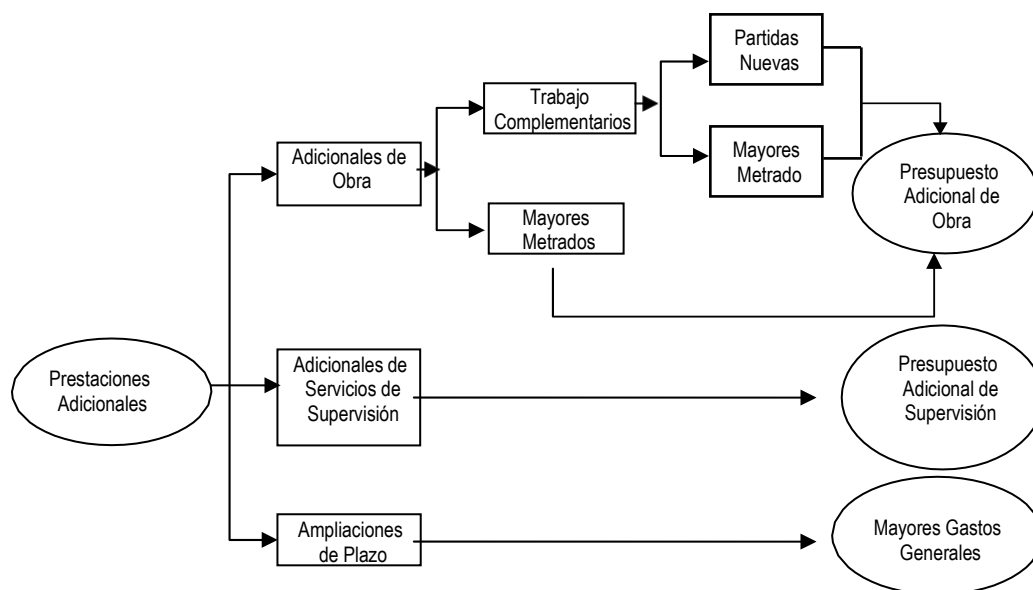 Partidas
Nuevas
Trabajo
Complementarios
Adicionales de
Obra
Mayores
Metrado
Presupuesto
Adicional de
Obra
Mayores
Metrados
Prestaciones
Adicionales
Adicionales de
Servicios de
Supervisión
Presupuesto
Adicional de
Supervisión
Ampliaciones
de Plazo
Mayores Gastos
Generales